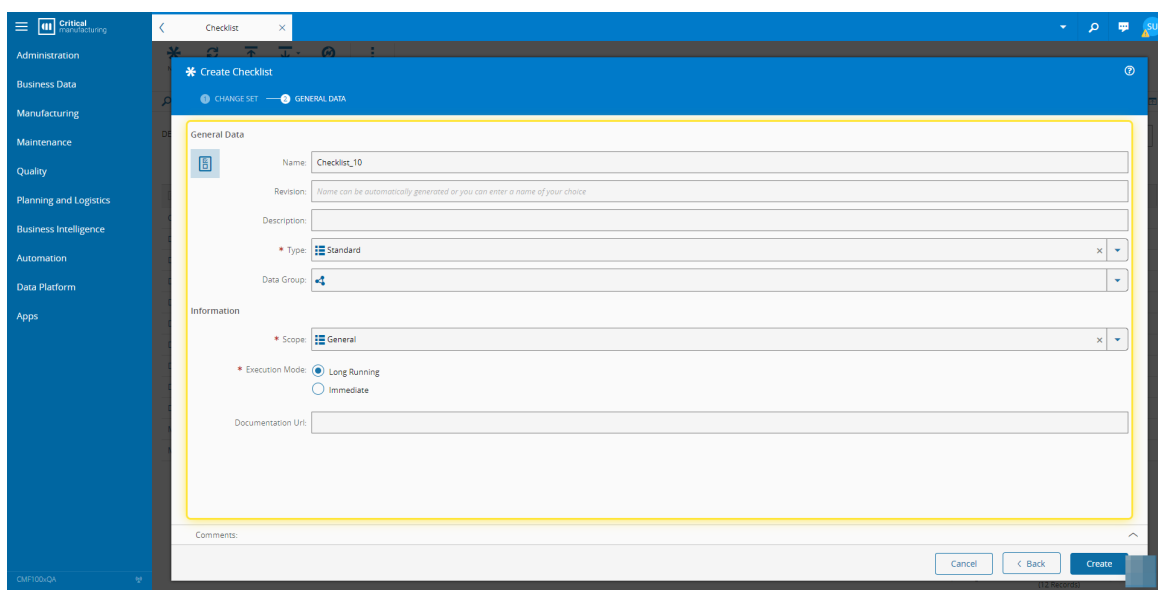 Critical manufacturing
Checklist
SU
Administration
Business Data
Manufacturing
Maintenance
Quality
Planning and Logistics
Business Intelligence
Automation
Data Platform
Apps
CMF100xQA
Create Checklist
1 CHANGE SET 2 GENERAL DATA
General Data
Name: Checklist_10
Revision: Name can be automatically generated or you can enter a name of your choice
Description:
* Type: Standard
Data Group:
Information
* Scope: General
* Execution Mode: Long Running
Immediate
Documentation Url:
Comments:
Cancel
< Back
Create
(12 Records)